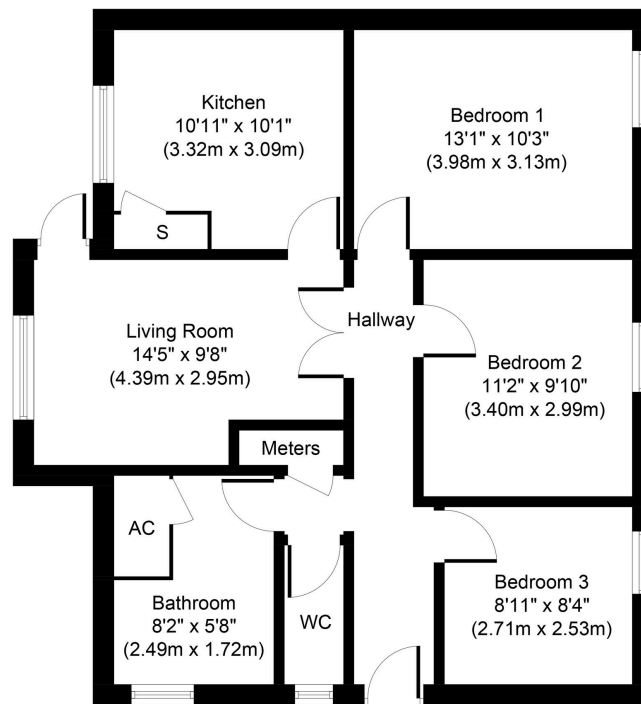 Kitchen
10'11" x 10'1"
(3.32m x 3.09m)
Bedroom 1
13'1" x 10'3"
(3.98m x 3.13m)
S
Living Room
14'5" x 9'8"
(4.39m x 2.95m)
Hallway
Bedroom 2
11'2" x 9'10"
(3.40m x 2.99m)
Meters
AC
Bathroom
8'2" x 5'8"
(2.49m x 1.72m)
WC
Bedroom 3
8'11" x 8'4"
(2.71m x 2.53m)